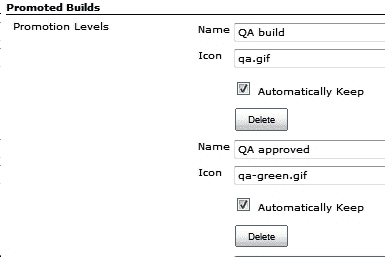 Promoted Builds
Promotion Levels Name QA build
Icon qa.gif
Automatically Keep
Delete
Name QA approved
Icon qa-green.gif
Automatically Keep
Delete